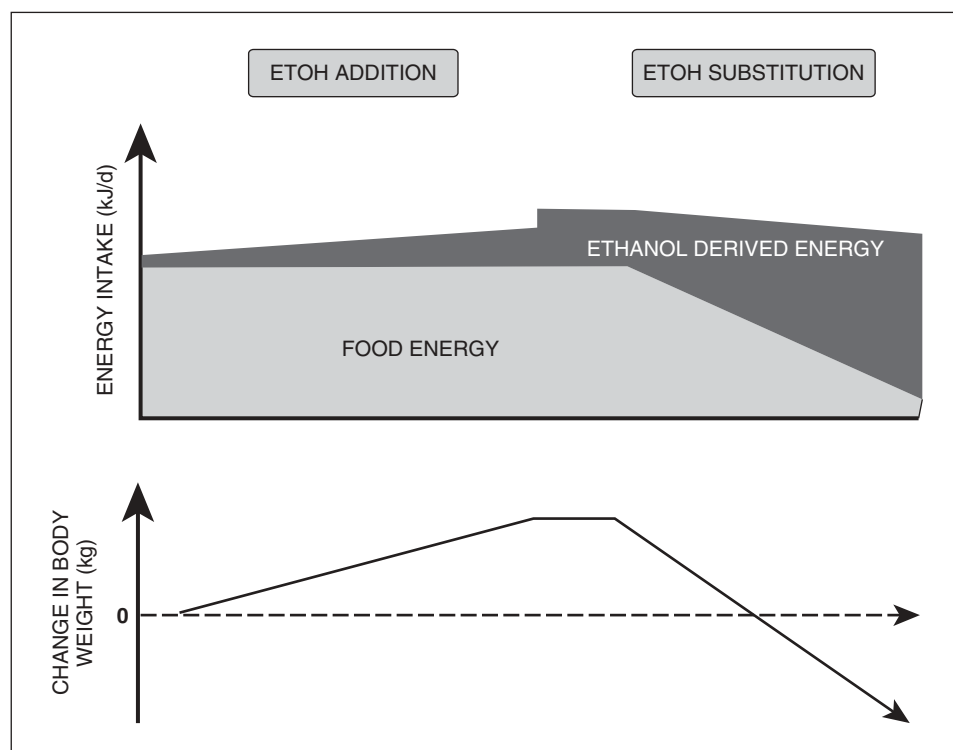 ETOH ADDITION
ETOH SUBSTITUTION
ENERGY INTAKE (kJ/d)
ETHANOL DERIVED ENERGY
FOOD ENERGY
CHANGE IN BODY
WEIGHT (kg)
0